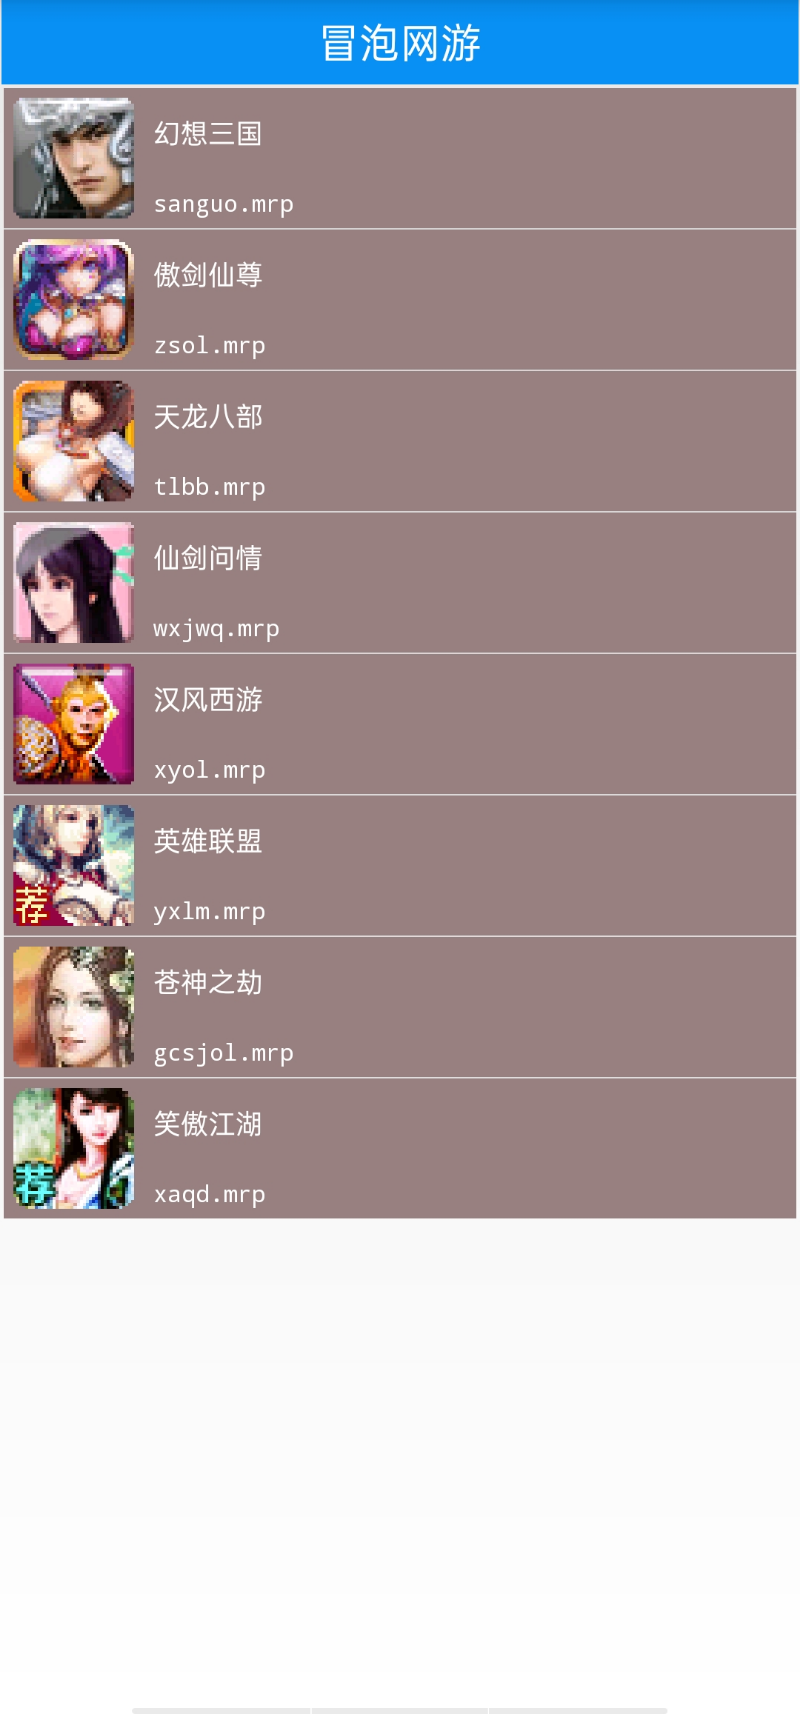 冒泡网游
幻想三国
sanguo.mrp
傲剑仙尊
zsol.mrp
天龙八部
tlbb.mrp
仙剑问情
wxjwq.mrp
汉风西游
xyol.mrp
英雄联盟
荐
yxlm.mrp
苍神之劫
gcsjol.mrp
笑傲江湖
荐
xaqd.mrp